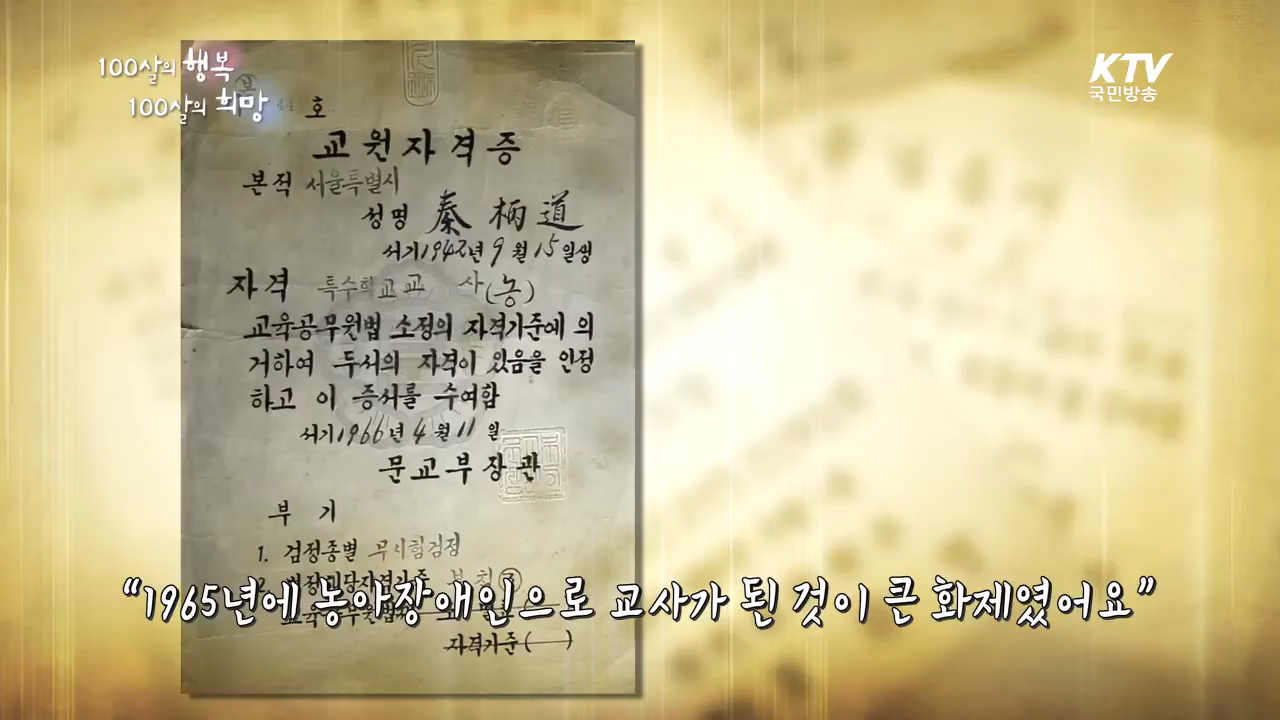 100살의 행복
100살의 희망
KTV
국민방송
호
교원자격증
본적 서울특별시
성명 秦柄道
서기1942년 9월 15일생
자격 특수학교교사(농)
교육공무원법 소정의 자격기준에 의
거하여 두서의 자격이 있음을 인정
하고 이 증서를 수여함
서기1966년 4월 11일
문교부장관
부기
1. 검정종별 무시험검정
자격기준( )
“1965년에 농아장애인으로 교사가 된 것이 큰 화제였어요”